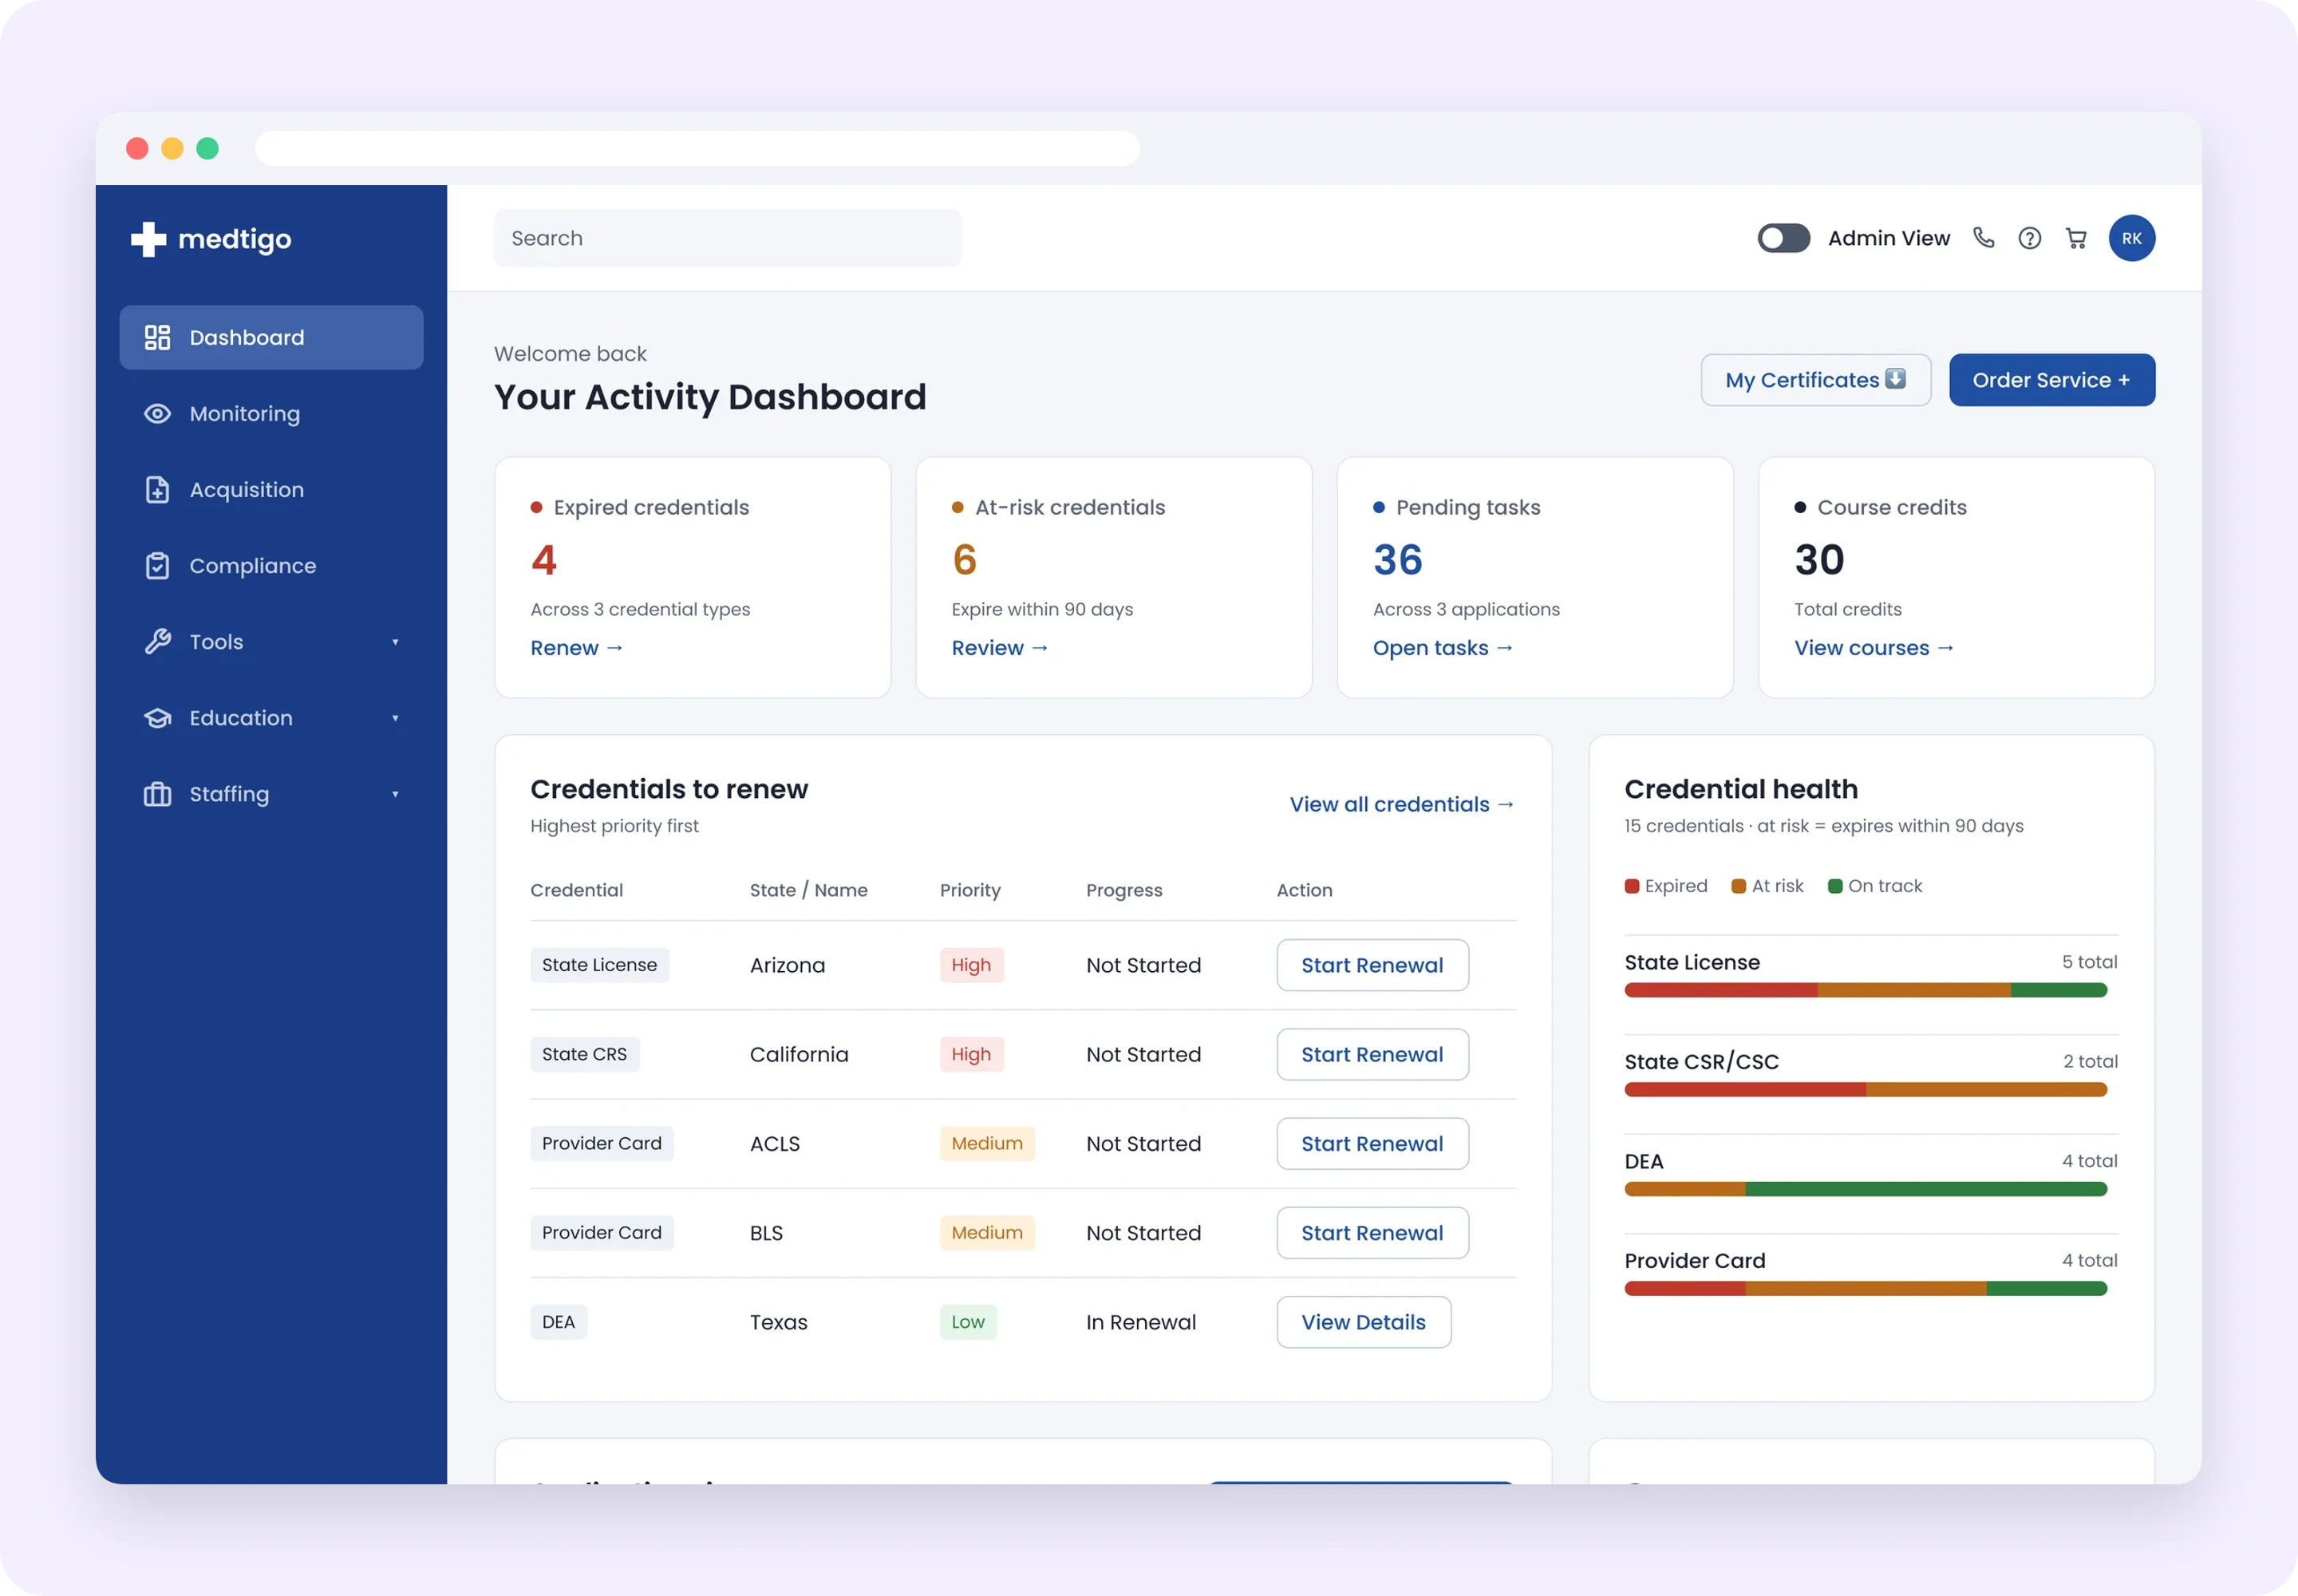 medtigo
Search
Admin View
RK
Dashboard
Monitoring
Acquisition
Compliance
Tools
Education
Staffing
Welcome back
Your Activity Dashboard
My Certificates
Order Service +
Expired credentials
4
Across 3 credential types
Renew →
At-risk credentials
6
Expire within 90 days
Review →
Pending tasks
36
Across 3 applications
Open tasks →
Course credits
30
Total credits
View courses →
Credentials to renew
Highest priority first
View all credentials →
Credential State / Name Priority Progress Action
State License Arizona High Not Started Start Renewal
State CRS California High Not Started Start Renewal
Provider Card ACLS Medium Not Started Start Renewal
Provider Card BLS Medium Not Started Start Renewal
DEA Texas Low In Renewal View Details
Credential health
15 credentials · at risk = expires within 90 days
Expired At risk On track
State License 5 total
State CSR/CSC 2 total
DEA 4 total
Provider Card 4 total